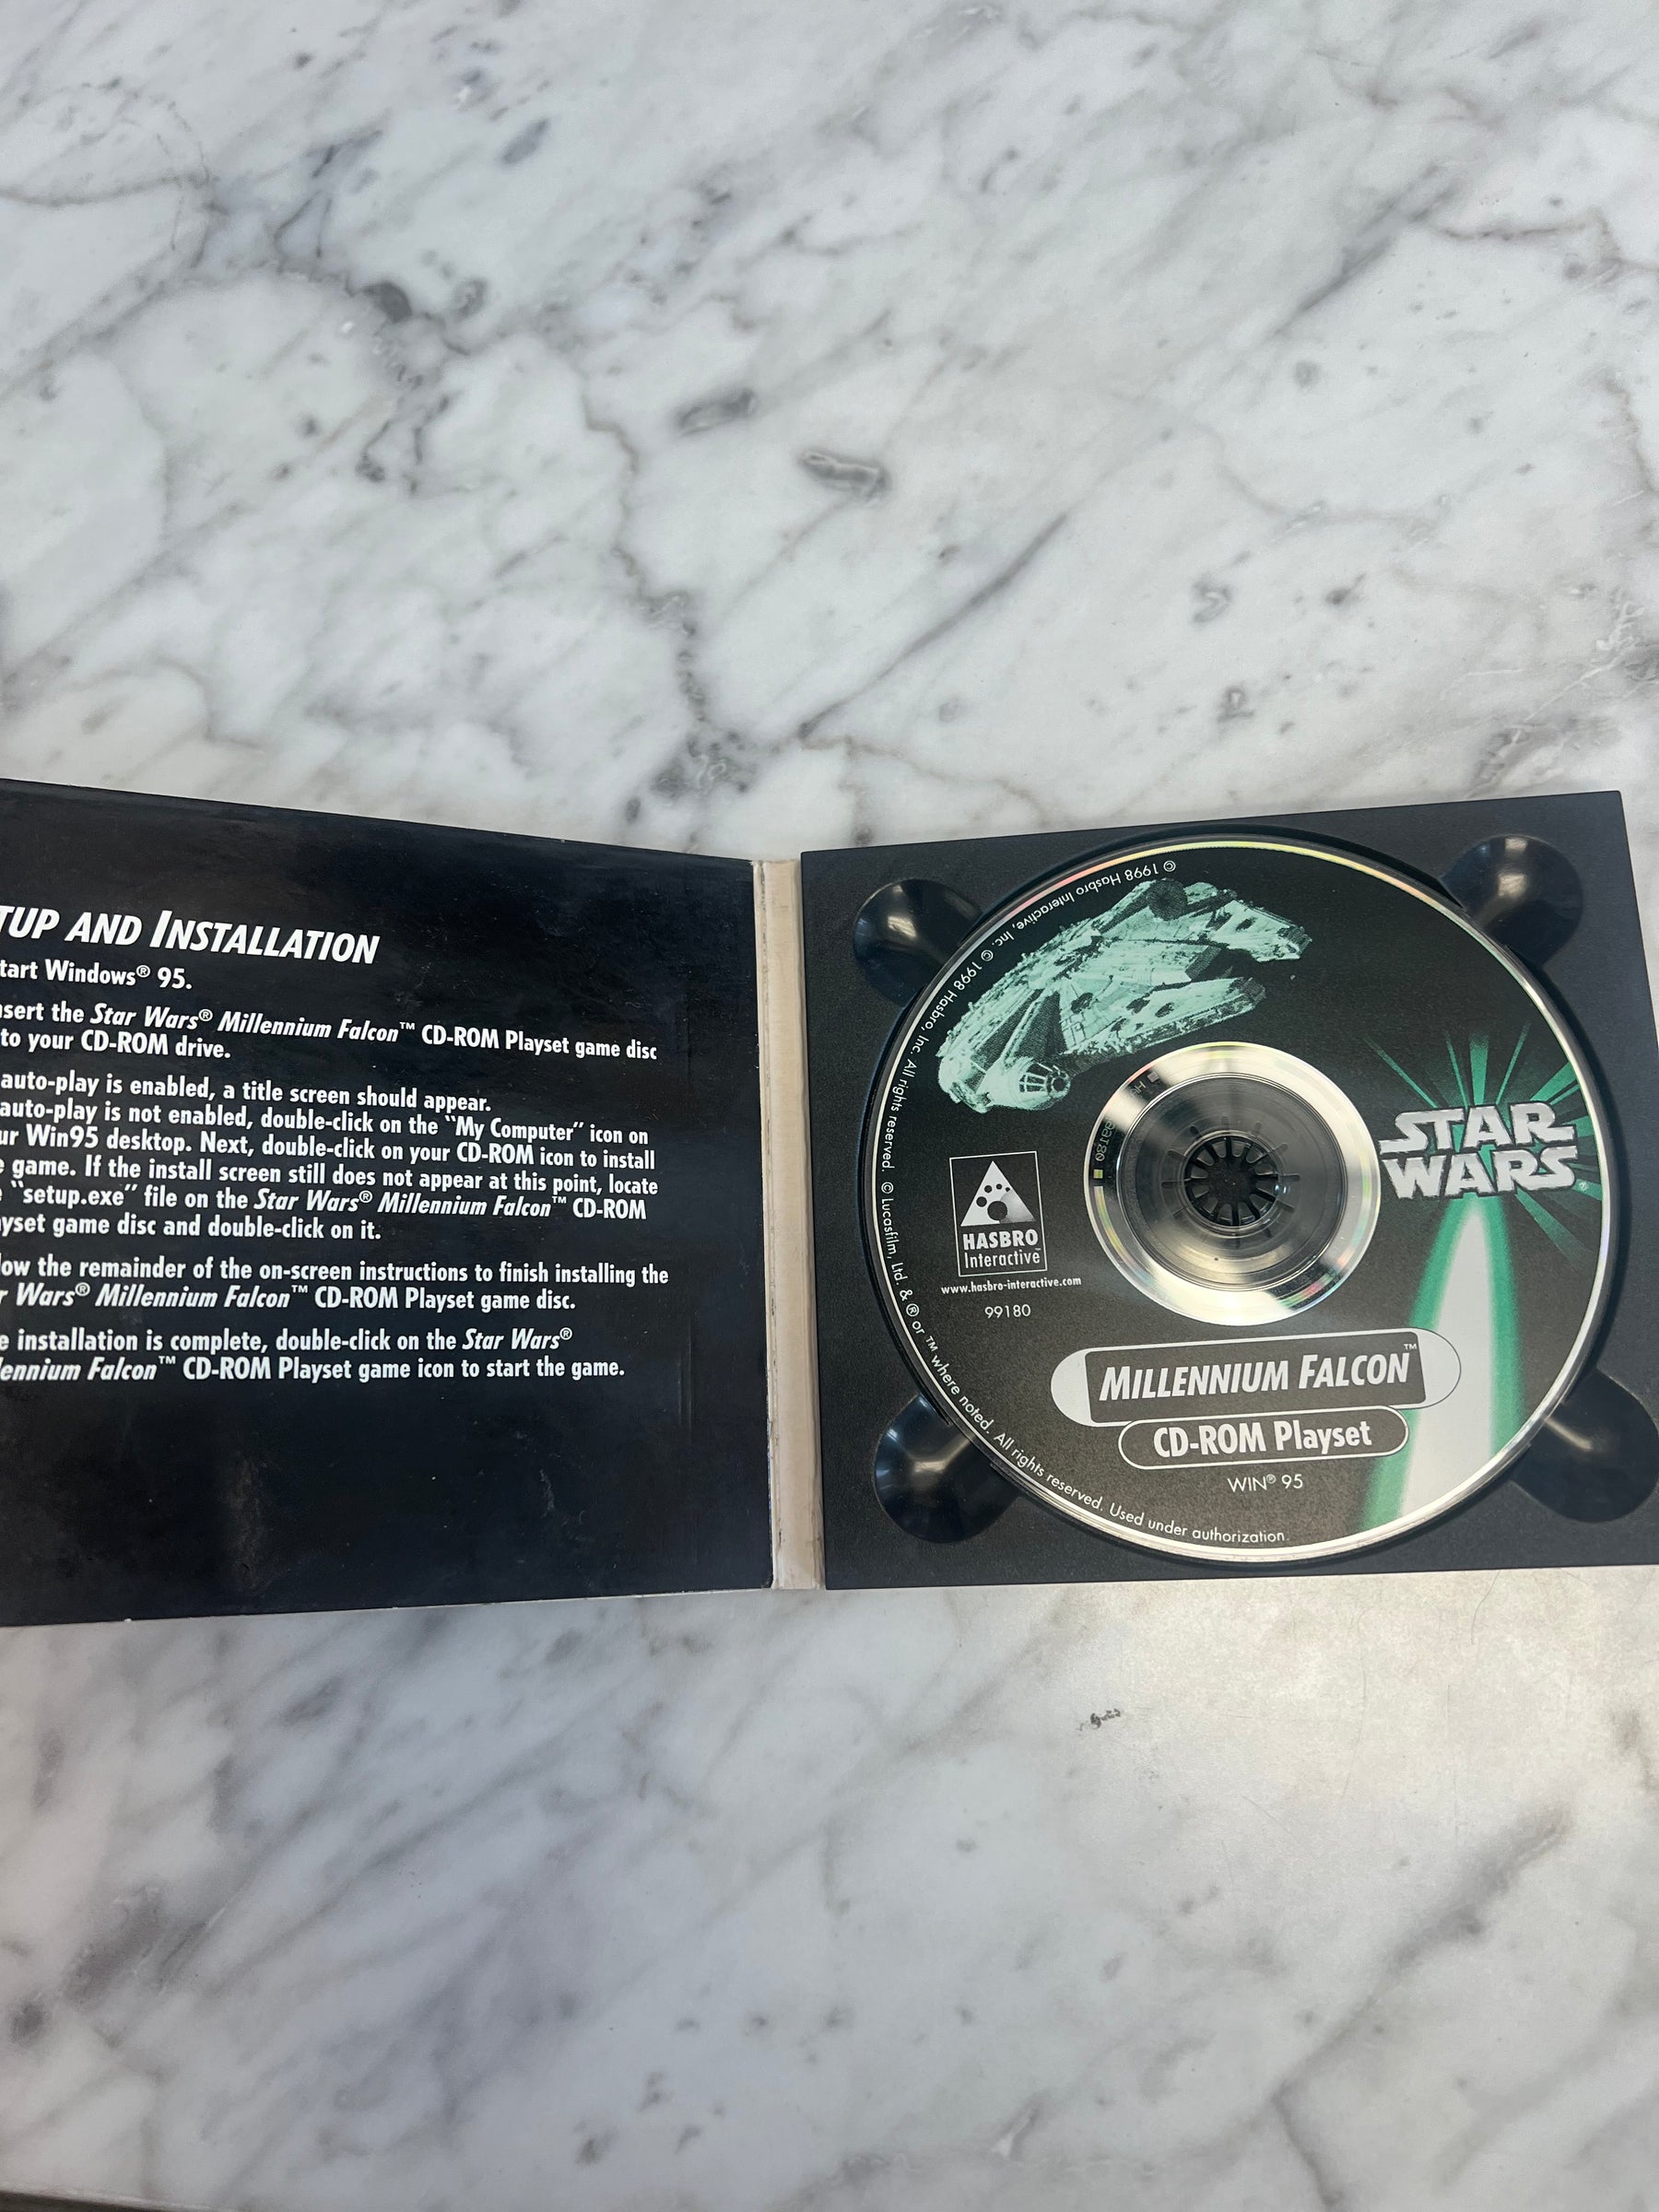 TUP AND INSTALLATION
tart Windows® 95.
nsert the Star Wars® Millennium Falcon™ CD-ROM Playset game disc
to your CD-ROM drive.
auto-play is enabled, a title screen should appear.
auto-play is not enabled, double-click on the "My Computer" icon on
ur Win95 desktop. Next, double-click on your CD-ROM icon to install
e game. If the install screen still does not appear at this point, locate
e "setup.exe" file on the Star Wars® Millennium Falcon™ CD-ROM
yset game disc and double-click on it.
low the remainder of the on-screen instructions to finish installing the
r Wars® Millennium Falcon™ CD-ROM Playset game disc.
e installation is complete, double-click on the Star Wars®
lennium Falcon™ CD-ROM Playset game icon to start the game.
© 1998 Hasbro Interactive, Inc. © 1998 Hasbro, Inc. All rights reserved. © Lucasfilm, Ltd. & ® or ™ where noted. All rights reserved. Used under authorization.
STAR
WARS®
HASBRO
Interactive™
www.hasbro-interactive.com
99180
MILLENNIUM FALCON™
CD-ROM Playset
WIN® 95